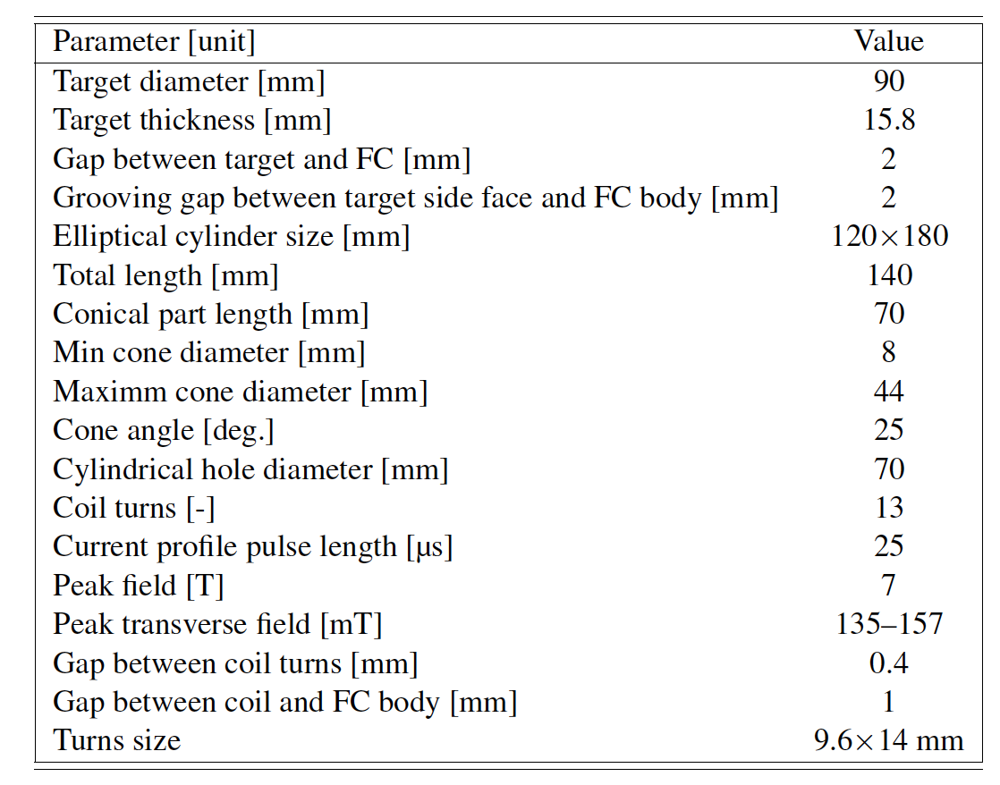 Parameter [unit] Value
Target diameter [mm] 90
Target thickness [mm] 15.8
Gap between target and FC [mm] 2
Grooving gap between target side face and FC body [mm] 2
Elliptical cylinder size [mm] 120×180
Total length [mm] 140
Conical part length [mm] 70
Min cone diameter [mm] 8
Maximm cone diameter [mm] 44
Cone angle [deg.] 25
Cylindrical hole diameter [mm] 70
Coil turns [-] 13
Current profile pulse length [µs] 25
Peak field [T] 7
Peak transverse field [mT] 135–157
Gap between coil turns [mm] 0.4
Gap between coil and FC body [mm] 1
Turns size 9.6×14 mm